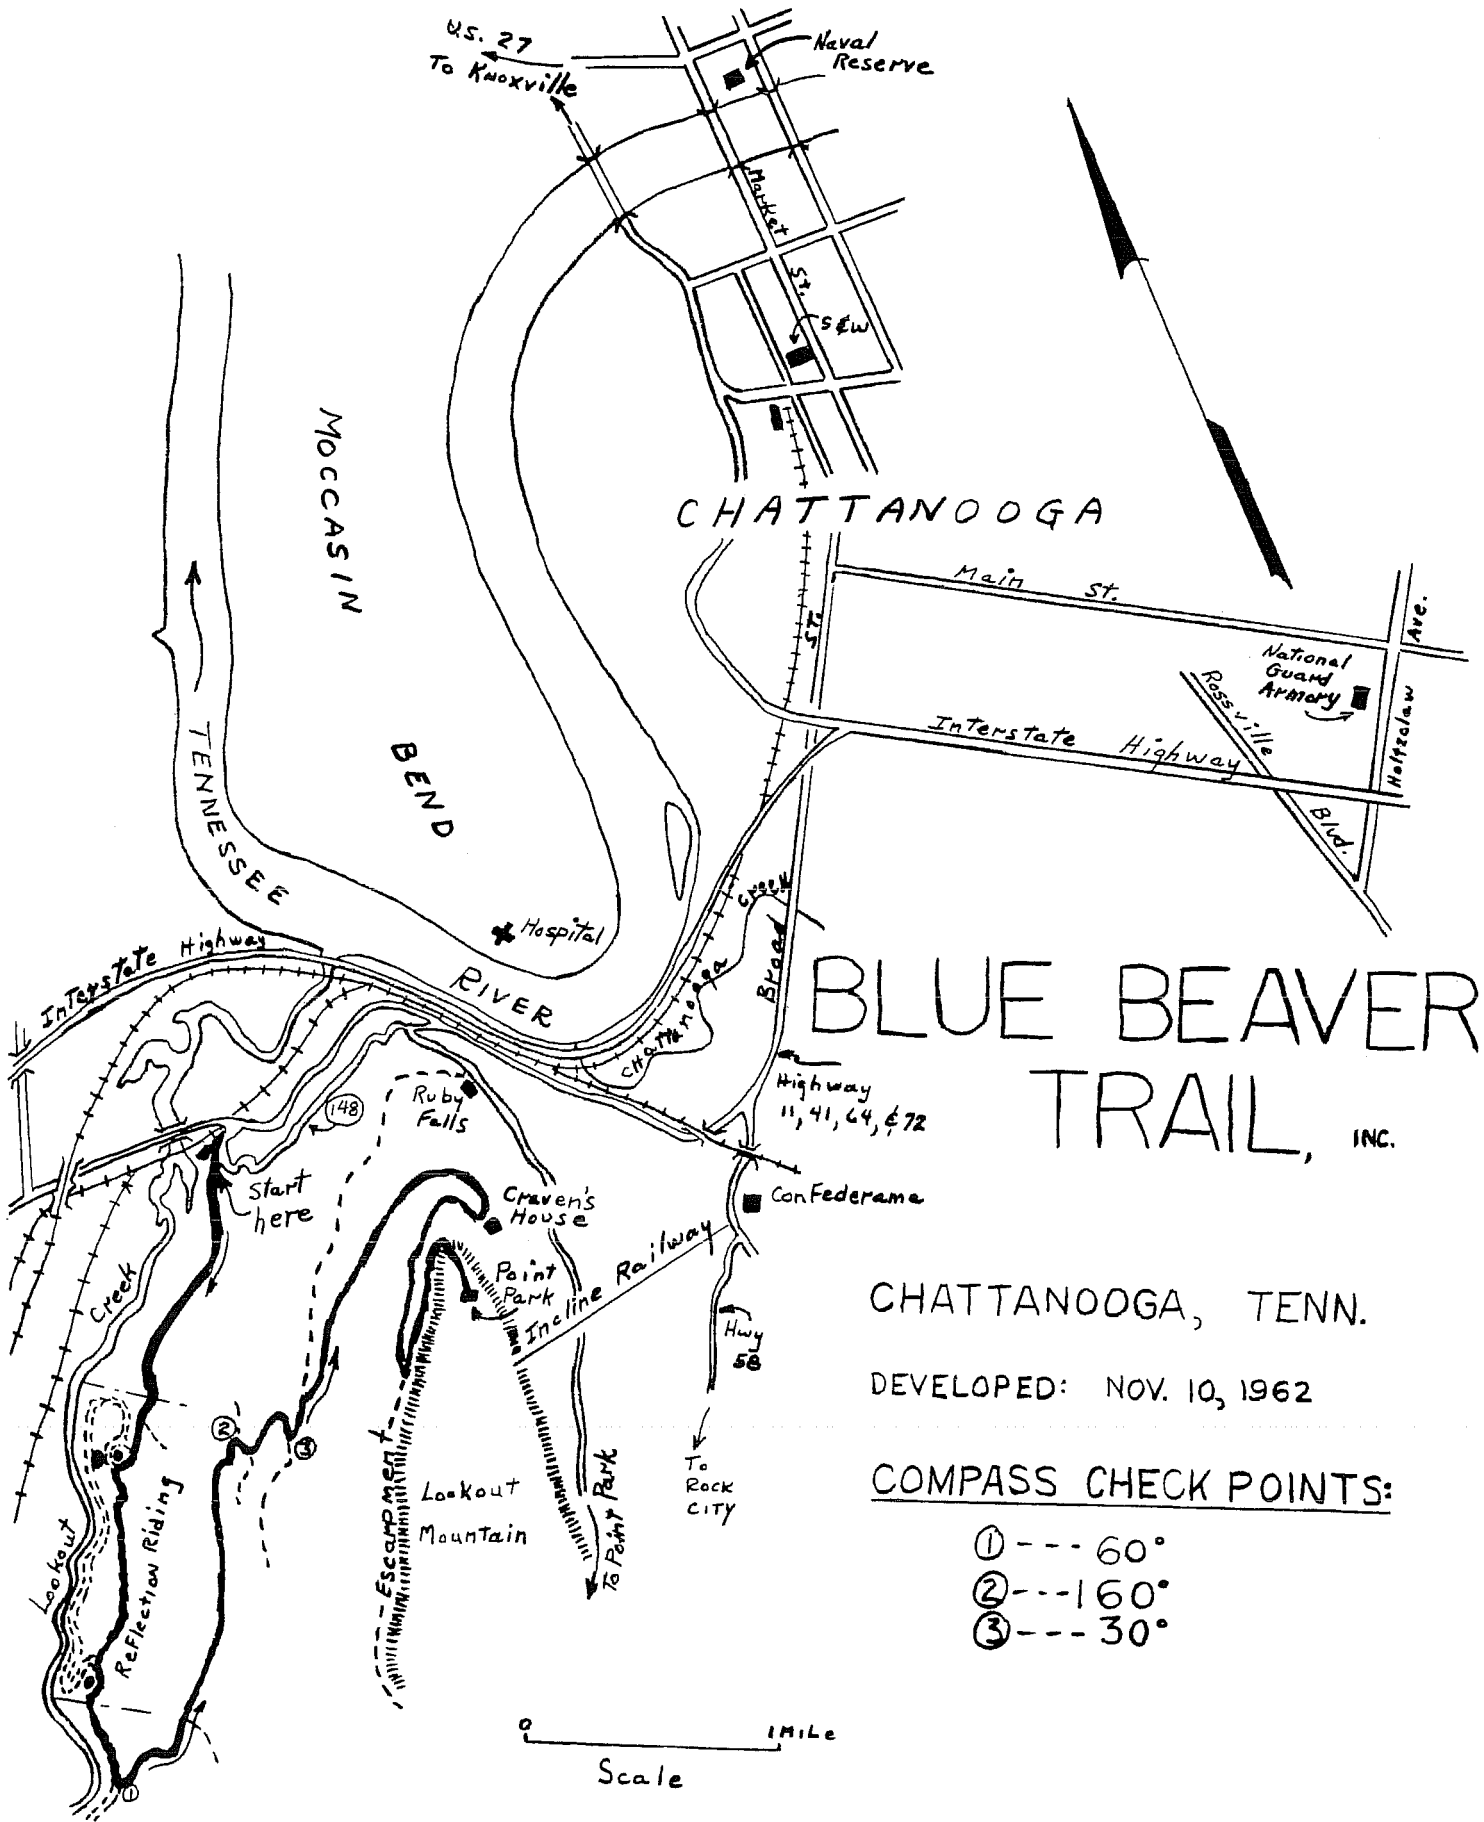 U.S. 27
To Knoxville
Naval
Reserve
Market
St.
S&W
MOCCASIN
BEND
CHATTANOOGA
Main St.
ST.
Ave.
Holtzclaw
National
Guard
Armory
Rossville
Blvd.
Interstate Highway
TENNESSEE
RIVER
Hospital
Interstate Highway
Chattanooga
Creek
Broad
BLUE BEAVER
TRAIL, INC.
Highway
11, 41, 64, & 72
Ruby
Falls
148
Start
here
Craven's
House
ConFederama
Point
Park
Incline Railway
Hwy
58
Creek
Lookout
CHATTANOOGA, TENN.
DEVELOPED: NOV. 10, 1962
2
3
Reflection Riding
Escarpment
Lookout
Mountain
To Point Park
To
ROCK
CITY
COMPASS CHECK POINTS:
1 --- 60°
2 --- 160°
3 --- 30°
0 1 MILe
Scale
1